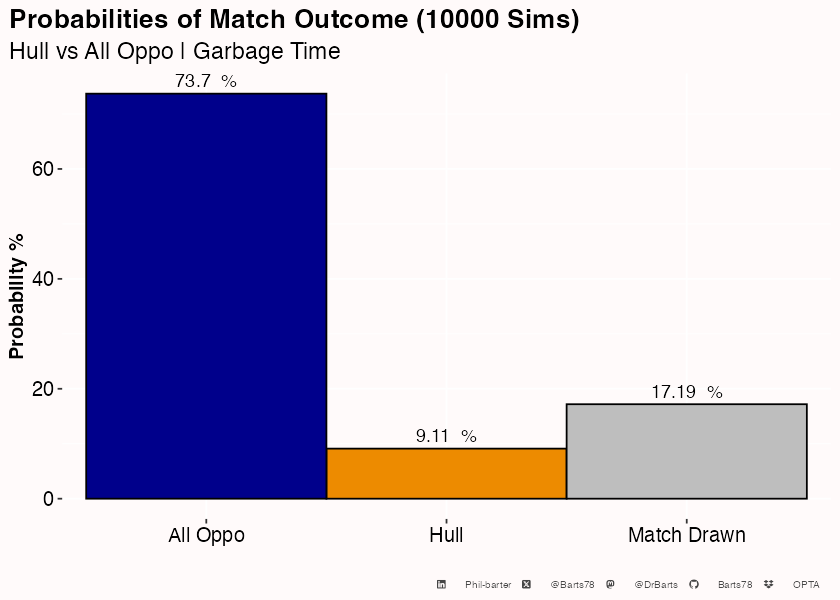 Probabilities of Match Outcome (10000 Sims)
Hull vs All Oppo | Garbage Time
73.7 %
60
Probability %
40
17.19 %
20
9.11 %
0
All Oppo Hull Match Drawn
Phil-barter @Barts78 @DrBarts Barts78 OPTA